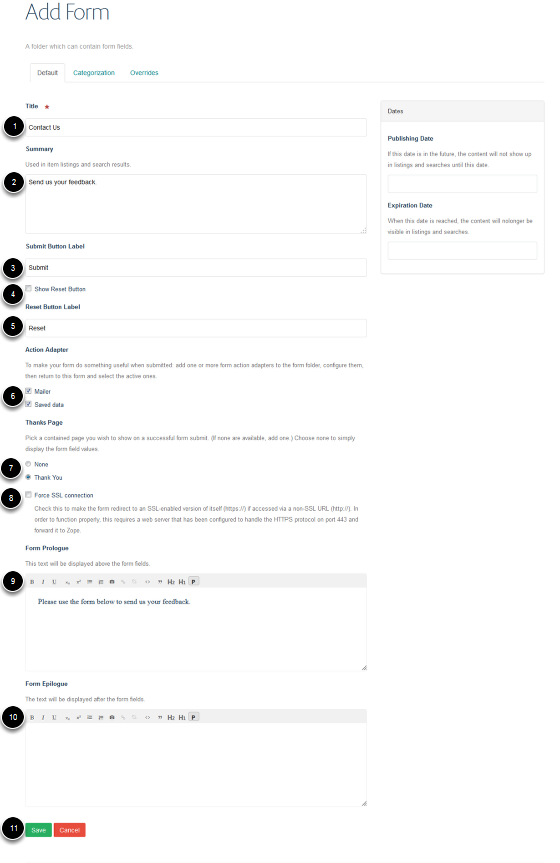 Add Form
A folder which can contain form fields.
Default Categorization Overrides
Title ★
1
Contact Us
Summary
Used in item listings and search results.
2
Send us your feedback
Submit Button Label
3
Submit
4
Show Reset Button
Reset Button Label
5
Reset
Action Adapter
To make your form do something useful when submitted: add one or more form action adapters to the form folder, configure them,
then return to this form and select the active ones.
6
Mailer
Saved data
Thanks Page
Pick a contained page you wish to show on a successful form submit. (If none are available, add one.) Choose none to simply
display the form field values.
7
None
Thank You
8
Force SSL connection
Check this to make the form redirect to an SSL-enabled version of itself (https://) if accessed via a non-SSL URL (http://). In
order to function properly, this requires a web server that has been configured to handle the HTTPS protocol on port 443 and
forward it to Zope.
Form Prologue
This text will be displayed above the form fields.
9
B I U x₂ x² <> ” H2 H3 P
Please use the form below to send us your feedback.
Form Epilogue
The text will be displayed after the form fields.
10
B I U x₂ x² <> ” H2 H3 P
11
Save Cancel
Dates
Publishing Date
If this date is in the future, the content will not show up
in listings and searches until this date.
Expiration Date
When this date is reached, the content will nolonger be
visible in listings and searches.